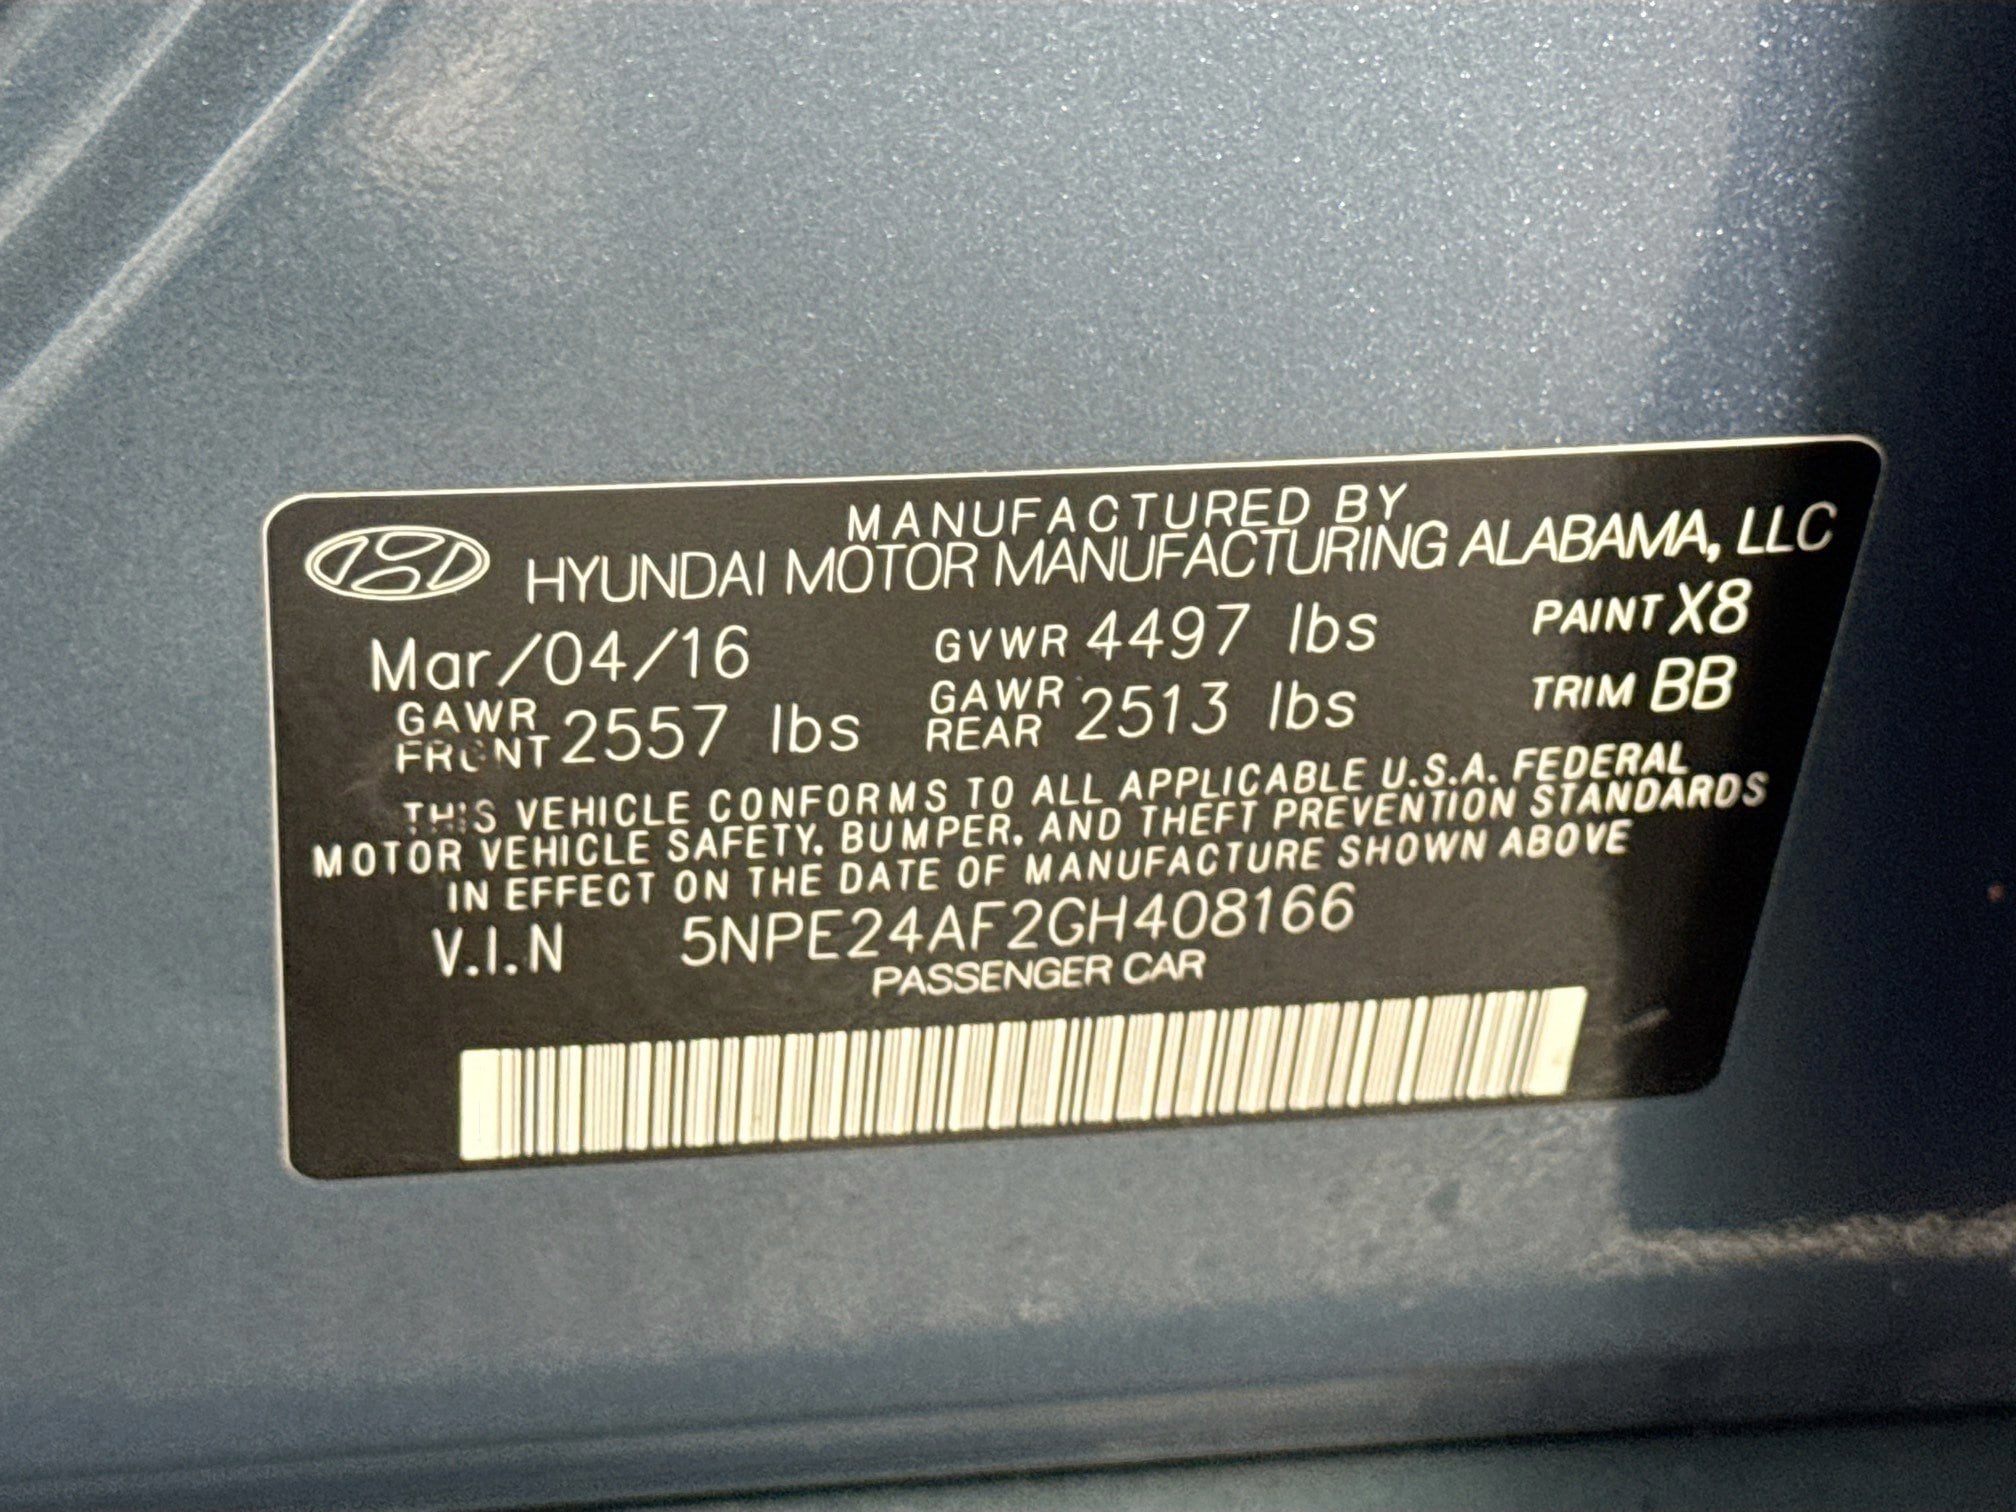 MANUFACTURED BY
HYUNDAI MOTOR MANUFACTURING ALABAMA, LLC
Mar/04/16 GVWR 4497 lbs PAINT X8
GAWR FRONT 2557 lbs GAWR REAR 2513 lbs TRIM BB
THIS VEHICLE CONFORMS TO ALL APPLICABLE U.S.A. FEDERAL
MOTOR VEHICLE SAFETY, BUMPER, AND THEFT PREVENTION STANDARDS
IN EFFECT ON THE DATE OF MANUFACTURE SHOWN ABOVE
V.I.N 5NPE24AF2GH408166
PASSENGER CAR